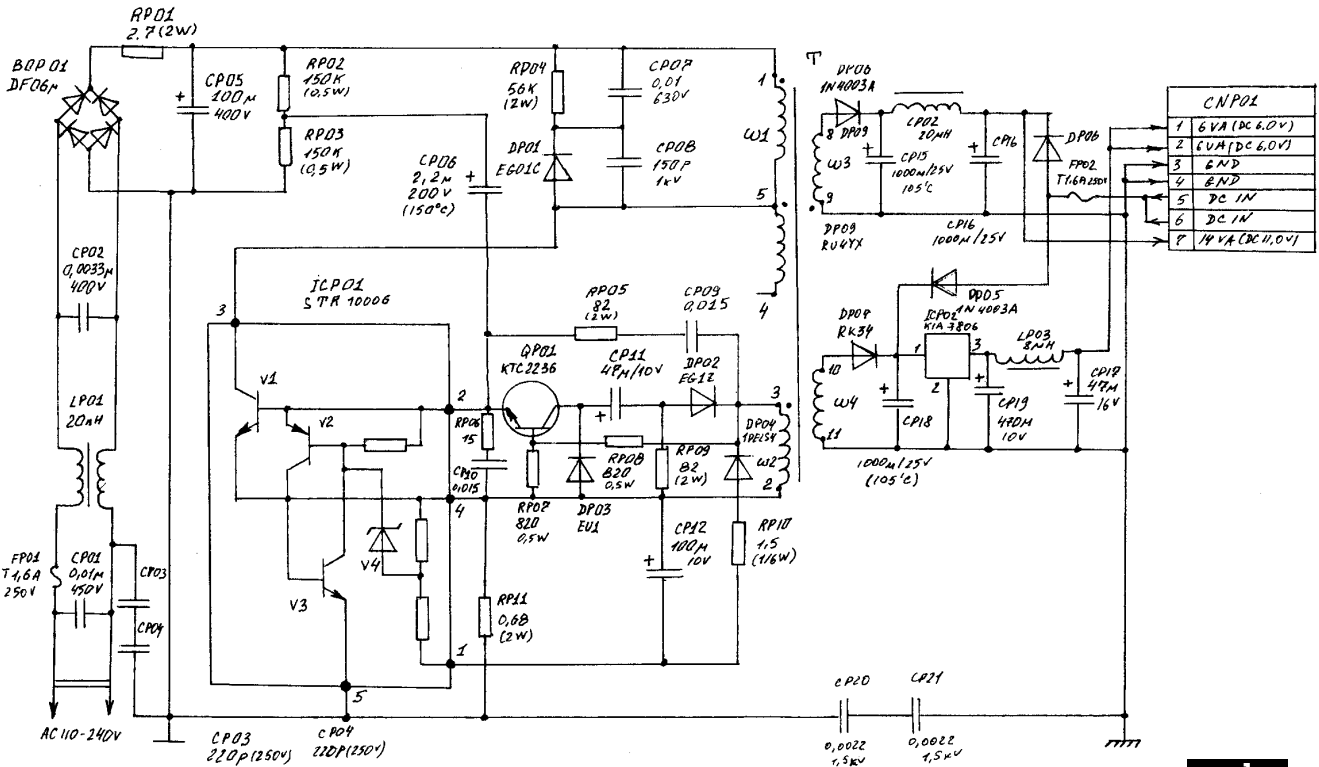 RP01
2.7 (2W)
BDP01
DF06M
CP05
100M
400V
RP02
150K
(0,5W)
RP03
150K
(0,5W)
RP04
56K
(2W)
CP07
0,01
630V
DP01
EG01C
CP08
150P
1KV
CP06
2,2M
200V
(150°C)
T
1
W1
5
4
DP06
1N4003A
DP09
8
W3
9
CP02
20MH
CP15
1000M/25V
105°C
CP16
DP06
FP02
T1.6A250V
DP09
RU4YX
CP16
1000M/25V
CNP01
1 6VA (DC 6.0V)
2 6VA (DC 6,0V)
3 GND
4 GND
5 DC IN
6 DC IN
7 14VA (DC 11,0V)
CP02
0,0033M
400V
ICP01
STR 10006
3
RP05
82
(2W)
CP09
0,015
DP05
1N4003A
DP07
RK34
ICP02
KIA 7806
1
3
2
LP03
8MH
QP01
KTC2236
CP11
47M/10V
DP02
EG1Z
10
W4
11
CP18
CP19
470M
10V
CP17
47M
16V
LP01
20mH
V1
V2
2
RP06
15
CP10
0,015
3
DP04
1DEIS4
W2
2
RP08
820
0,5W
RP09
82
(2W)
1000M/25V
(105°C)
4
RP07
820
0,5W
DP03
EU1
CP12
100M
10V
RP10
1,5
(1/6W)
FP01
T1,6A
250V
CP01
0,01M
450V
CP03
CP04
V4
V3
RP11
0,68
(2W)
1
5
AC 110-240V
CP03
220P(250V)
CP04
220P(250V)
CP20
0,0022
1,5KV
CP21
0,0022
1,5KV